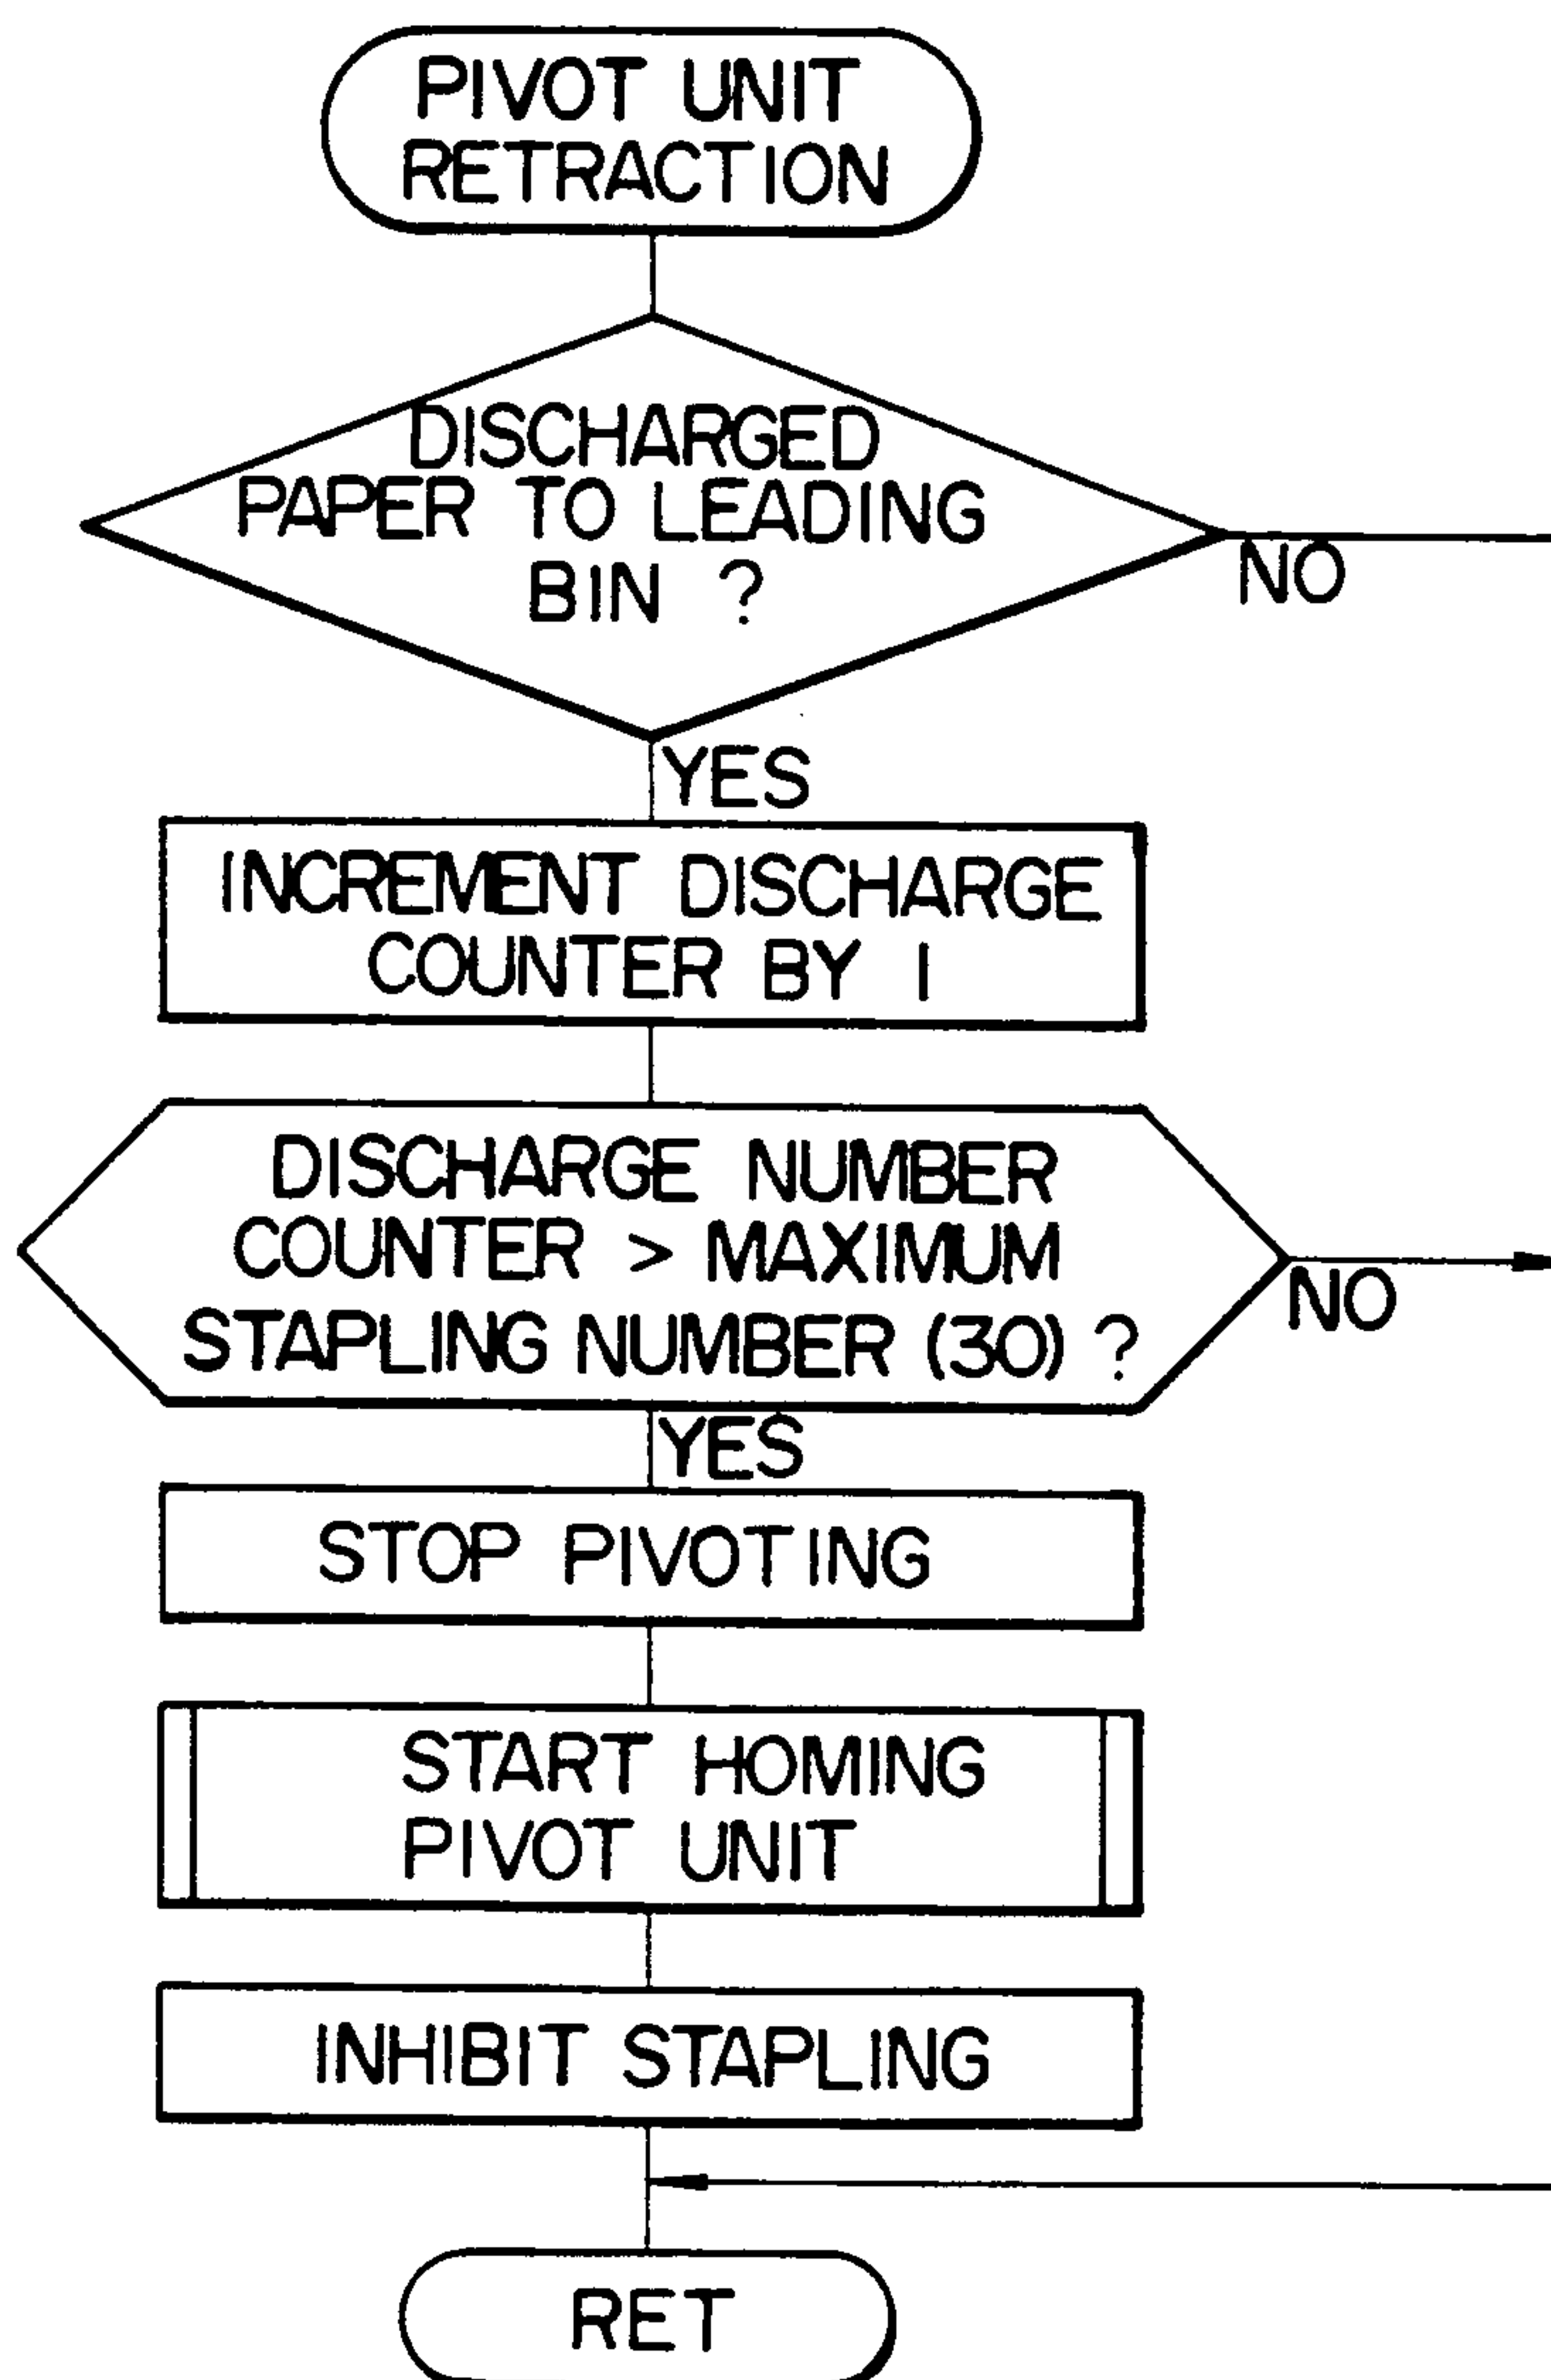 PIVOT UNIT
RETRACTION
DISCHARGED
PAPER TO LEADING
BIN ?
NO
YES
INCREMENT DISCHARGE
COUNTER BY 1
DISCHARGE NUMBER
COUNTER > MAXIMUM
STAPLING NUMBER (30) ?
NO
YES
STOP PIVOTING
START HOMING
PIVOT UNIT
INHIBIT STAPLING
RET